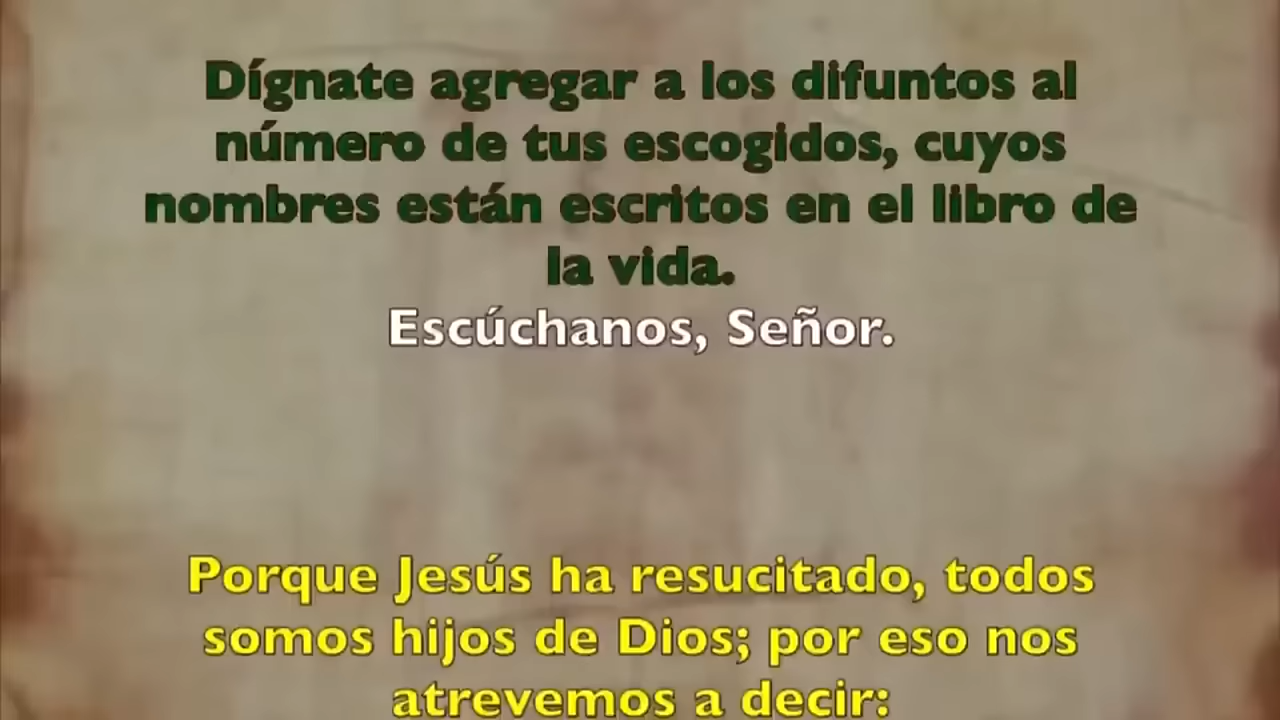 Dígnate agregar a los difuntos al
número de tus escogidos, cuyos
nombres están escritos en el libro de
la vida.
Escúchanos, Señor.
Porque Jesús ha resucitado, todos
somos hijos de Dios; por eso nos
atrevemos a decir: